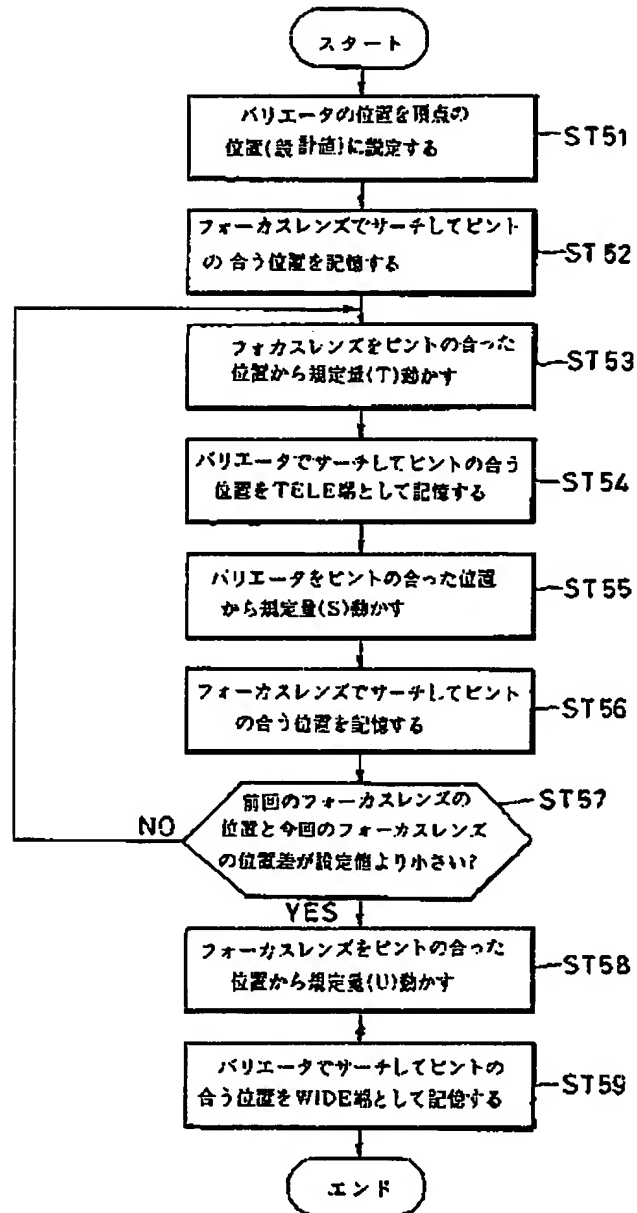 スタート
バリエータの位置を頂点の
位置(設計値)に設定する
ST51
フォーカスレンズでサーチしてピント
の合う位置を記憶する
ST52
フォカスレンズをピントの合った
位置から規定量(T)動かす
ST53
バリエータでサーチしてピントの合う
位置をTELE端として記憶する
ST54
バリエータをピントの合った位置
から規定量(S)動かす
ST55
フォーカスレンズでサーチしてピント
の合う位置を記憶する
ST56
前回のフォーカスレンズの
位置と今回のフォーカスレンズ
の位置差が設定値より小さい?
ST57
NO
YES
フォーカスレンズをピントの合った
位置から規定量(U)動かす
ST58
バリエータでサーチしてピントの
合う位置をWIDE端として記憶する
ST59
エンド